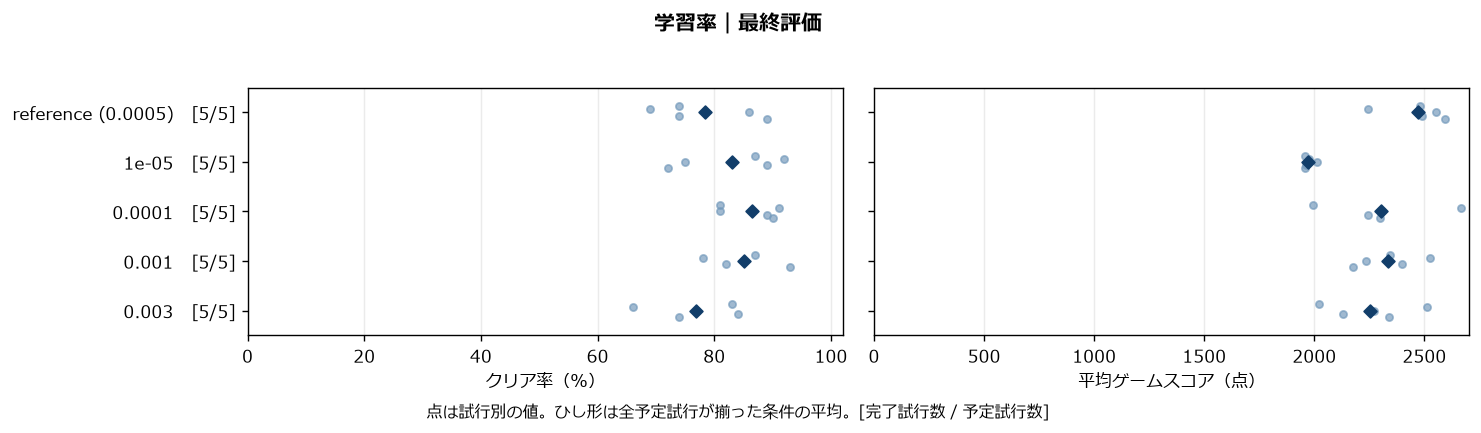 学習率｜最終評価
reference (0.0005) [5/5]
1e-05 [5/5]
0.0001 [5/5]
0.001 [5/5]
0.003 [5/5]
0 20 40 60 80 100
クリア率（%）
0 500 1000 1500 2000 2500
平均ゲームスコア（点）
点は試行別の値。ひし形は全予定試行が揃った条件の平均。[完了試行数 / 予定試行数]